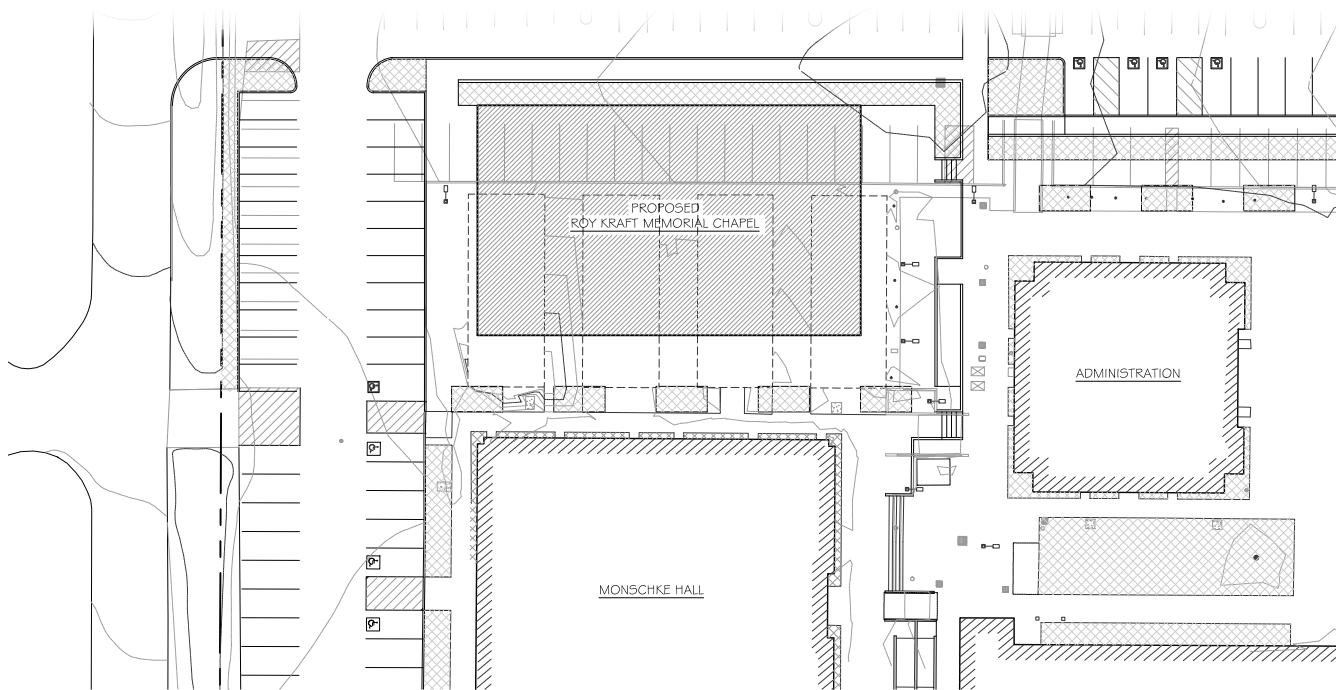 PROPOSED
ROY KRAFT MEMORIAL CHAPEL
ADMINISTRATION
MONSCHKE HALL